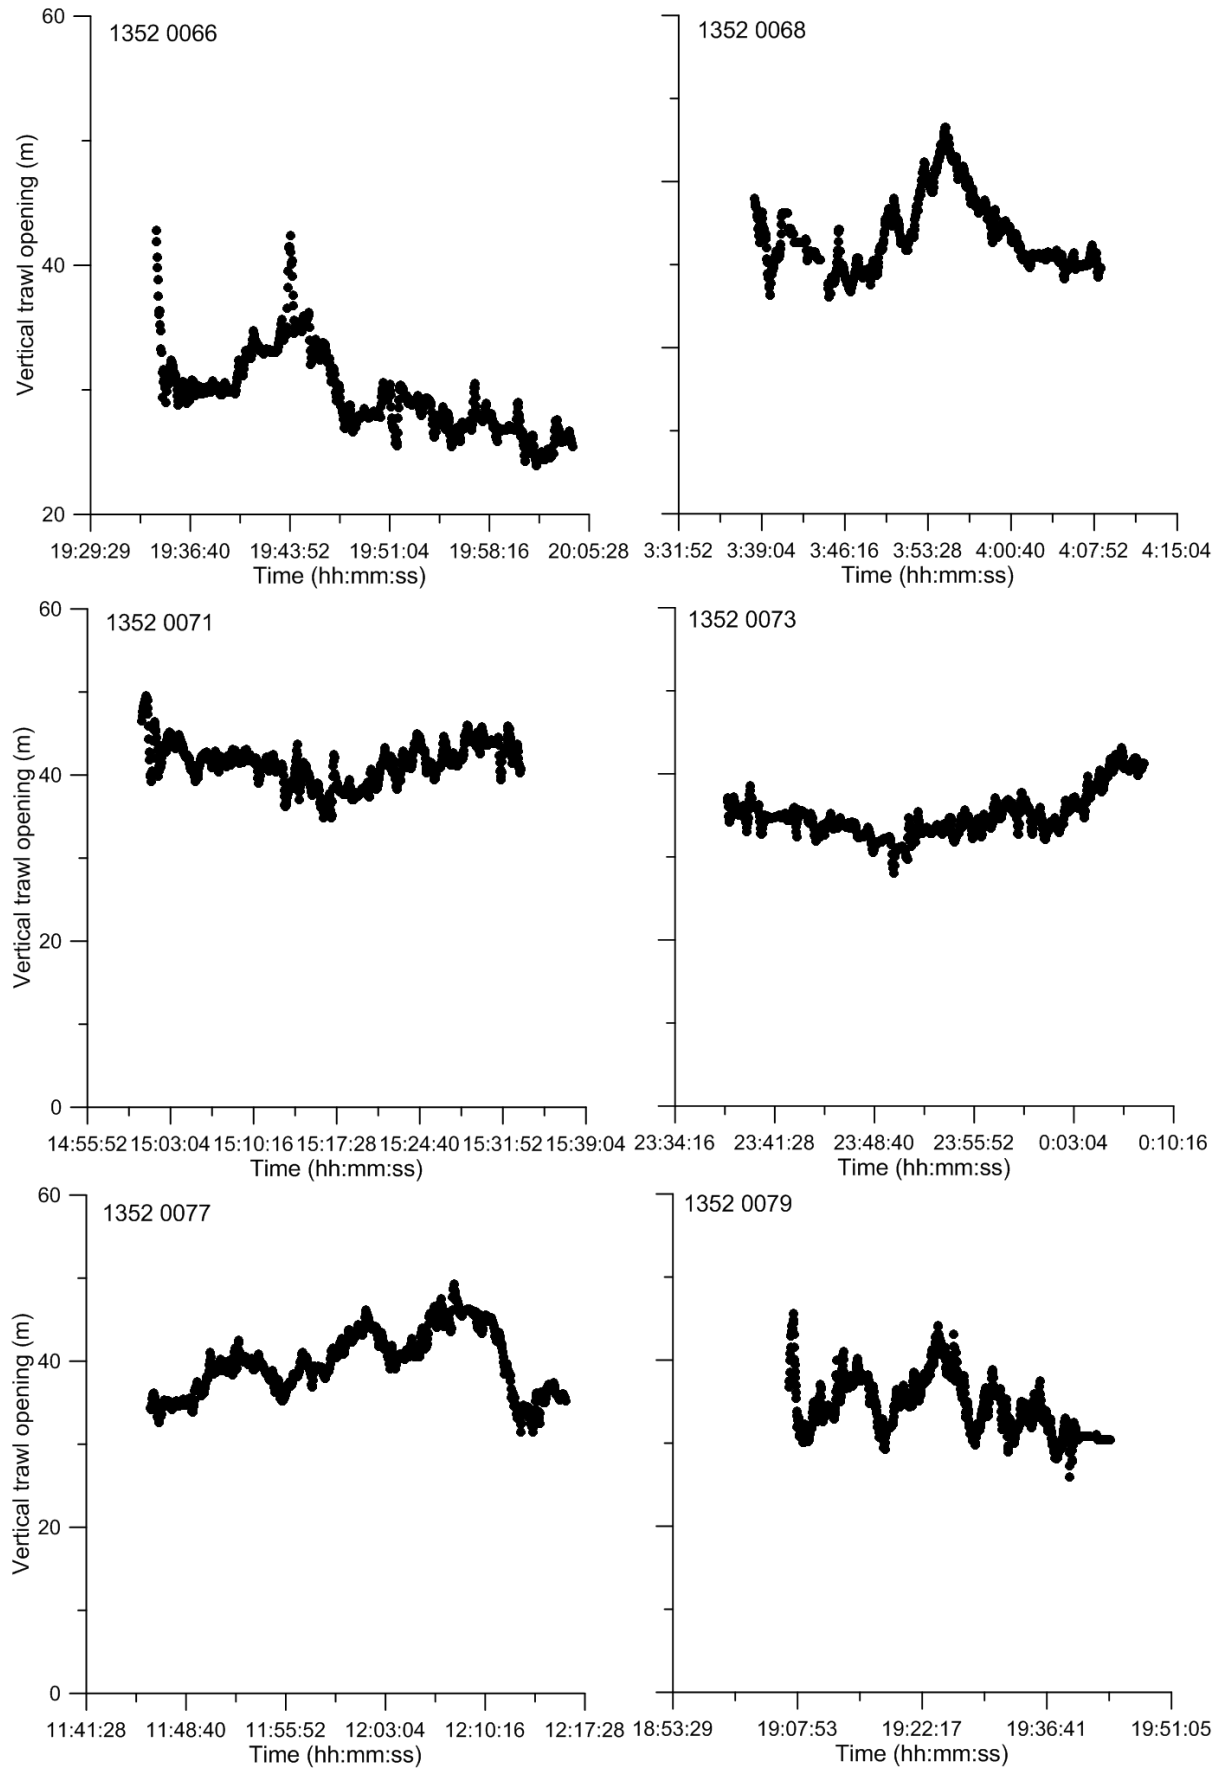 60
1352 0066
1352 0068
Vertical trawl opening (m)
40
20
19:29:29 19:36:40 19:43:52 19:51:04 19:58:16 20:05:28
3:31:52 3:39:04 3:46:16 3:53:28 4:00:40 4:07:52 4:15:04
Time (hh:mm:ss)
Time (hh:mm:ss)
60
1352 0071
1352 0073
Vertical trawl opening (m)
40
20
0
14:55:52 15:03:04 15:10:16 15:17:28 15:24:40 15:31:52 15:39:04
23:34:16 23:41:28 23:48:40 23:55:52 0:03:04 0:10:16
Time (hh:mm:ss)
Time (hh:mm:ss)
60
1352 0077
1352 0079
Vertical trawl opening (m)
40
20
0
11:41:28 11:48:40 11:55:52 12:03:04 12:10:16 12:17:28
18:53:29 19:07:53 19:22:17 19:36:41 19:51:05
Time (hh:mm:ss)
Time (hh:mm:ss)